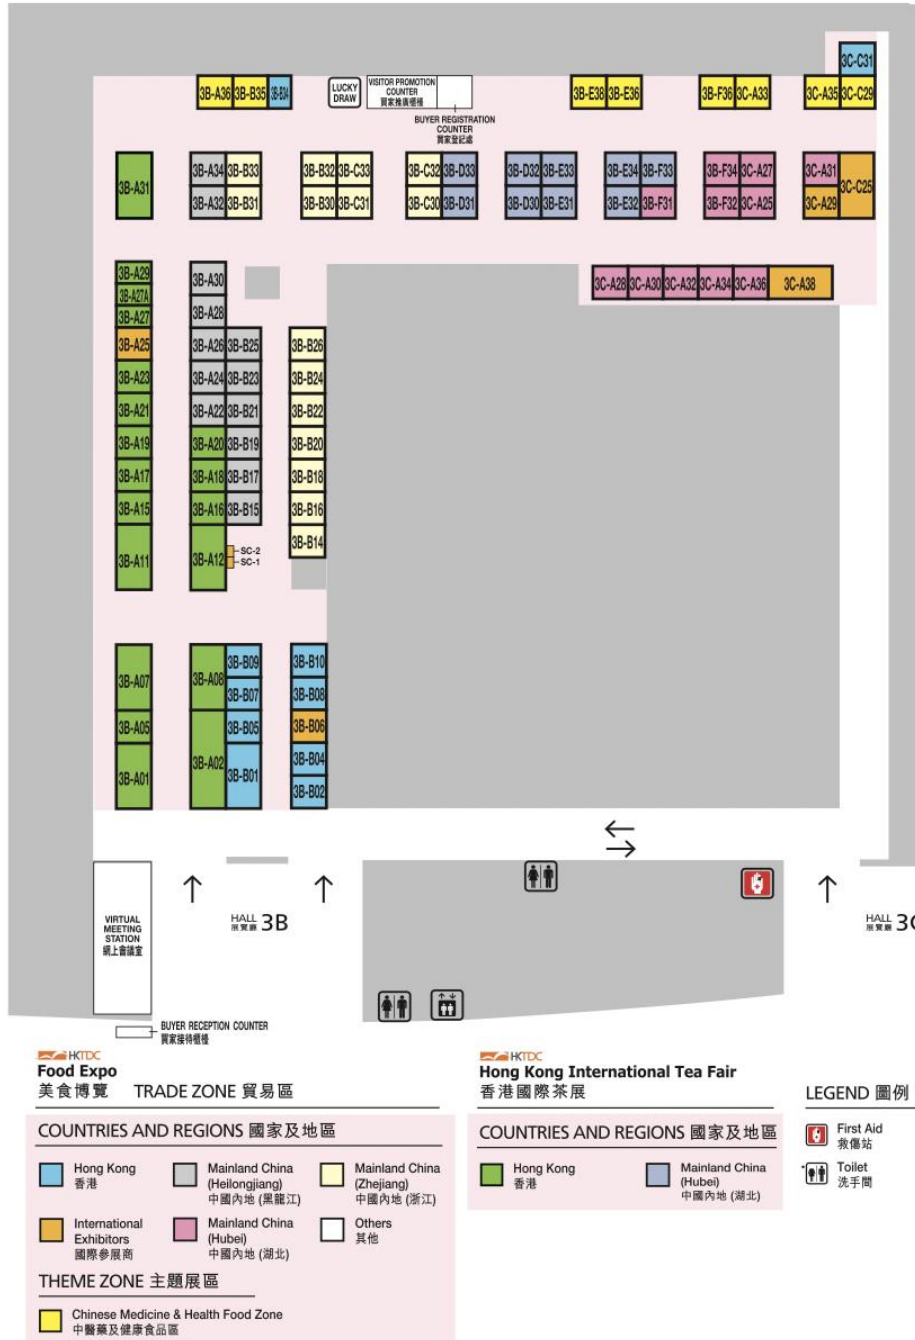 3C-C31
3B-A36 3B-B35 3B-B34
LUCKY
DRAW
VISITOR PROMOTION
COUNTER
買家推廣櫃檯
BUYER REGISTRATION
COUNTER
買家登記處
3B-E38 3B-E36
3B-F36 3C-A33
3C-A35 3C-C29
3B-A31
3B-A34 3B-B33
3B-A32 3B-B31
3B-B32 3B-C33
3B-B30 3B-C31
3B-C32 3B-D33
3B-C30 3B-D31
3B-D32 3B-E33
3B-D30 3B-E31
3B-E34 3B-F33
3B-E32 3B-F31
3B-F34 3C-A27
3B-F32 3C-A25
3C-A31
3C-A29
3C-C25
3C-A28 3C-A30 3C-A32 3C-A34 3C-A36 3C-A38
3B-A29
3B-A27A
3B-A27
3B-A25
3B-A23
3B-A21
3B-A19
3B-A17
3B-A15
3B-A11
3B-A30
3B-A28
3B-A26 3B-B25
3B-A24 3B-B23
3B-A22 3B-B21
3B-A20 3B-B19
3B-A18 3B-B17
3B-A16 3B-B15
3B-A12
SC-2
SC-1
3B-B26
3B-B24
3B-B22
3B-B20
3B-B18
3B-B16
3B-B14
3B-A07
3B-A05
3B-A01
3B-A08
3B-A02
3B-B09
3B-B07
3B-B05
3B-B01
3B-B10
3B-B08
3B-B06
3B-B04
3B-B02
VIRTUAL
MEETING
STATION
網上會議室
HALL
展覽廳
3B
HALL
展覽廳
3C
BUYER RECEPTION COUNTER
買家接待櫃檯
HKTDC
Food Expo
美食博覽 TRADE ZONE 貿易區
COUNTRIES AND REGIONS 國家及地區
Hong Kong
香港
Mainland China
(Heilongjiang)
中國內地 (黑龍江)
Mainland China
(Zhejiang)
中國內地 (浙江)
International
Exhibitors
國際參展商
Mainland China
(Hubei)
中國內地 (湖北)
Others
其他
THEME ZONE 主題展區
Chinese Medicine & Health Food Zone
中醫藥及健康食品區
HKTDC
Hong Kong International Tea Fair
香港國際茶展
COUNTRIES AND REGIONS 國家及地區
Hong Kong
香港
Mainland China
(Hubei)
中國內地 (湖北)
LEGEND 圖例
First Aid
救傷站
Toilet
洗手間